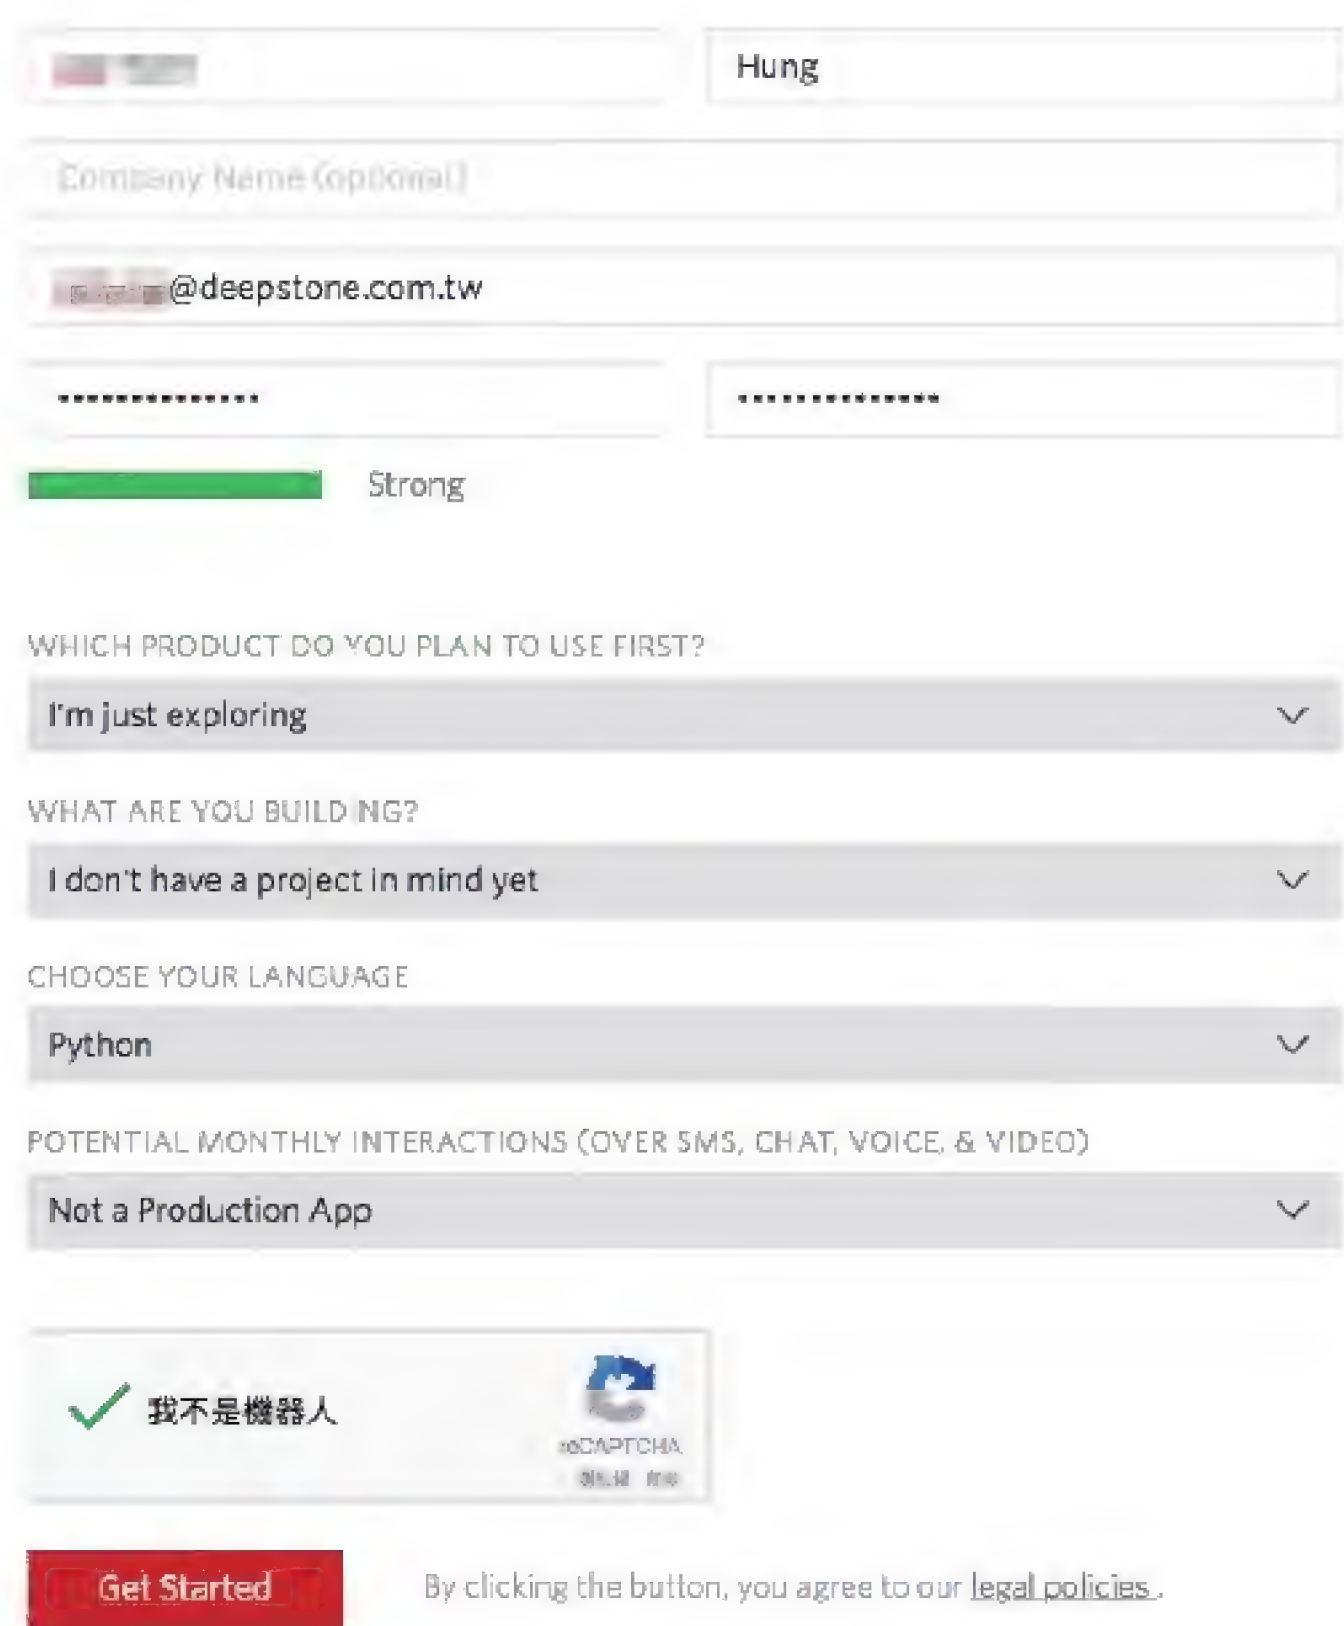 Hung
Company Name (optional)
@deepstone.com.tw
Strong
WHICH PRODUCT DO YOU PLAN TO USE FIRST?
I'm just exploring
WHAT ARE YOU BUILDING?
I don't have a project in mind yet
CHOOSE YOUR LANGUAGE
Python
POTENTIAL MONTHLY INTERACTIONS (OVER SMS, CHAT, VOICE, & VIDEO)
Not a Production App
我不是機器人
reCAPTCHA
Get Started By clicking the button, you agree to our legal policies.